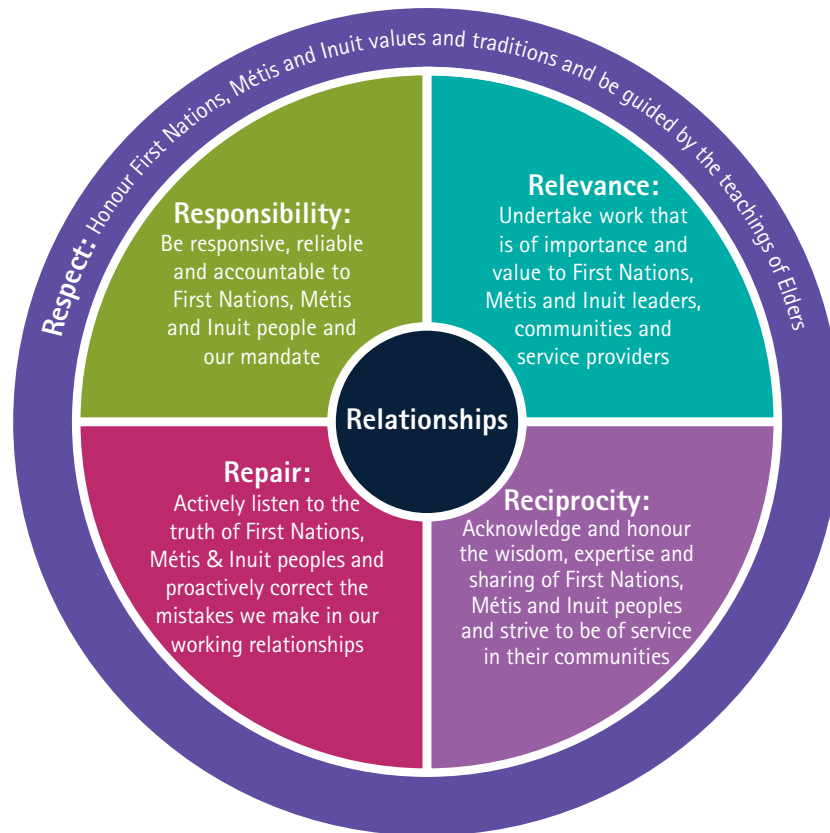 Respect: Honour First Nations, Métis and Inuit values and traditions and be guided by the teachings of Elders
Responsibility:
Be responsive, reliable
and accountable to
First Nations, Métis
and Inuit people and
our mandate
Relevance:
Undertake work that
is of importance and
value to First Nations,
Métis and Inuit leaders,
communities and
service providers
Relationships
Repair:
Actively listen to the
truth of First Nations,
Métis & Inuit peoples and
proactively correct the
mistakes we make in our
working relationships
Reciprocity:
Acknowledge and honour
the wisdom, expertise and
sharing of First Nations,
Métis and Inuit peoples
and strive to be of service
in their communities